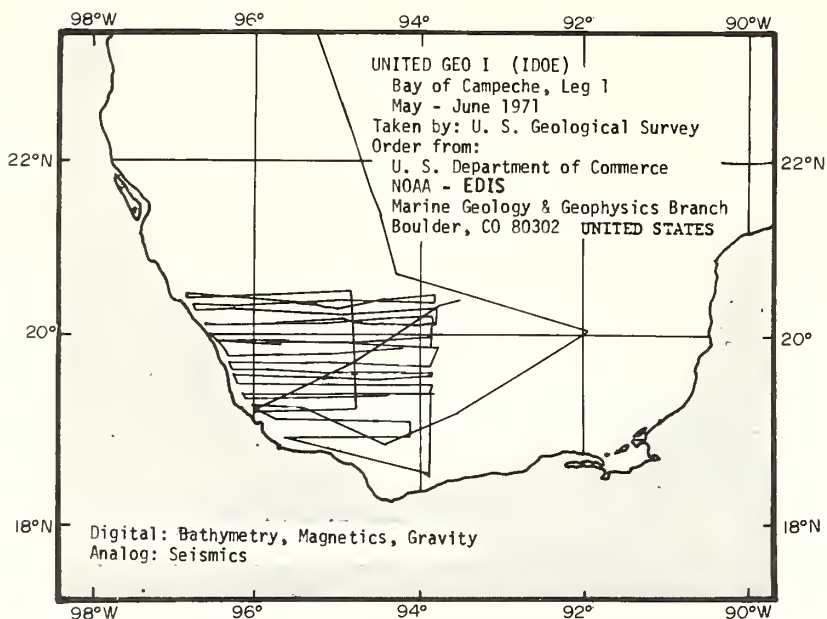 98°W 96° 94° 92° 90°W
UNITED GEO I (IDOE)
Bay of Campeche, Leg 1
May - June 1971
Taken by: U. S. Geological Survey
Order from:
U. S. Department of Commerce
NOAA - EDIS
Marine Geology & Geophysics Branch
Boulder, CO 80302 UNITED STATES
22°N 22°N
20° 20°
18°N 18°N
Digital: Bathymetry, Magnetics, Gravity
Analog: Seismics
98°W 96° 94° 92° 90°W